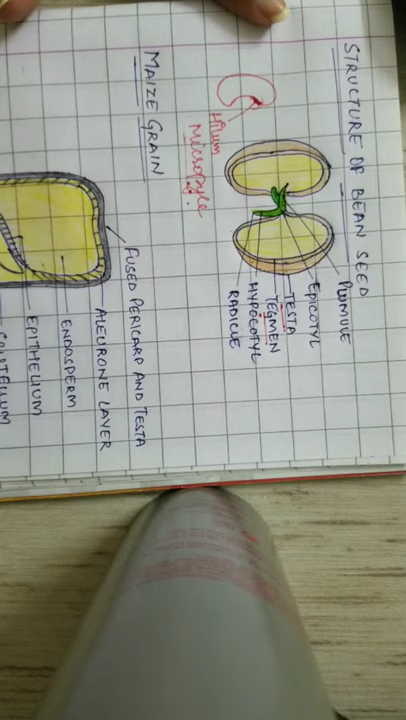 STRUCTURE OF BEAN SEED
PLUMULE
EPICOTYL
TESTA
TEGMEN
HYPOCOTYL
RADICLE
Hilum
Micropyle
MAIZE GRAIN
FUSED PERICARP AND TESTA
ALEURONE LAYER
ENDOSPERM
EPITHELIUM
SCUTELLUM